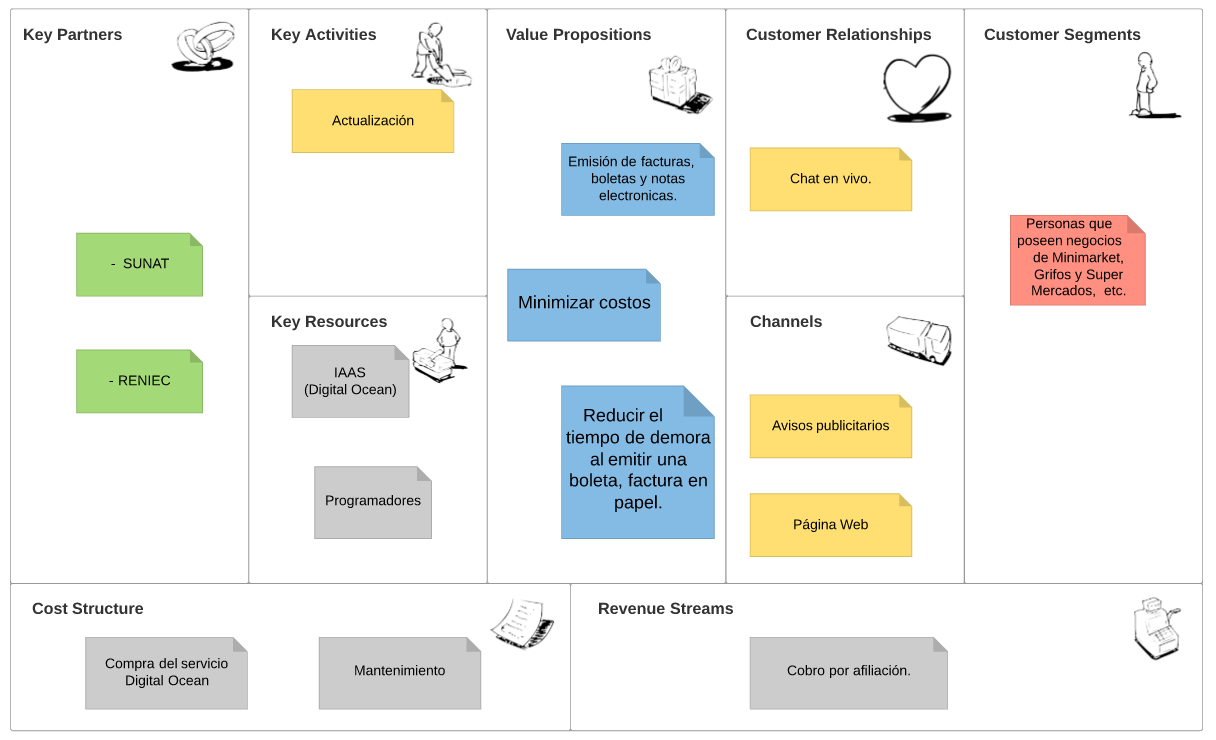 Key Partners
- SUNAT
- RENIEC
Key Activities
Actualización
Key Resources
IAAS
(Digital Ocean)
Programadores
Value Propositions
Emisión de facturas,
boletas y notas
electronicas.
Minimizar costos
Reducir el
tiempo de demora
al emitir una
boleta, factura en
papel.
Customer Relationships
Chat en vivo.
Channels
Avisos publicitarios
Página Web
Customer Segments
Personas que
poseen negocios
de Minimarket,
Grifos y Super
Mercados, etc.
Cost Structure
Compra del servicio
Digital Ocean
Mantenimiento
Revenue Streams
Cobro por afiliación.